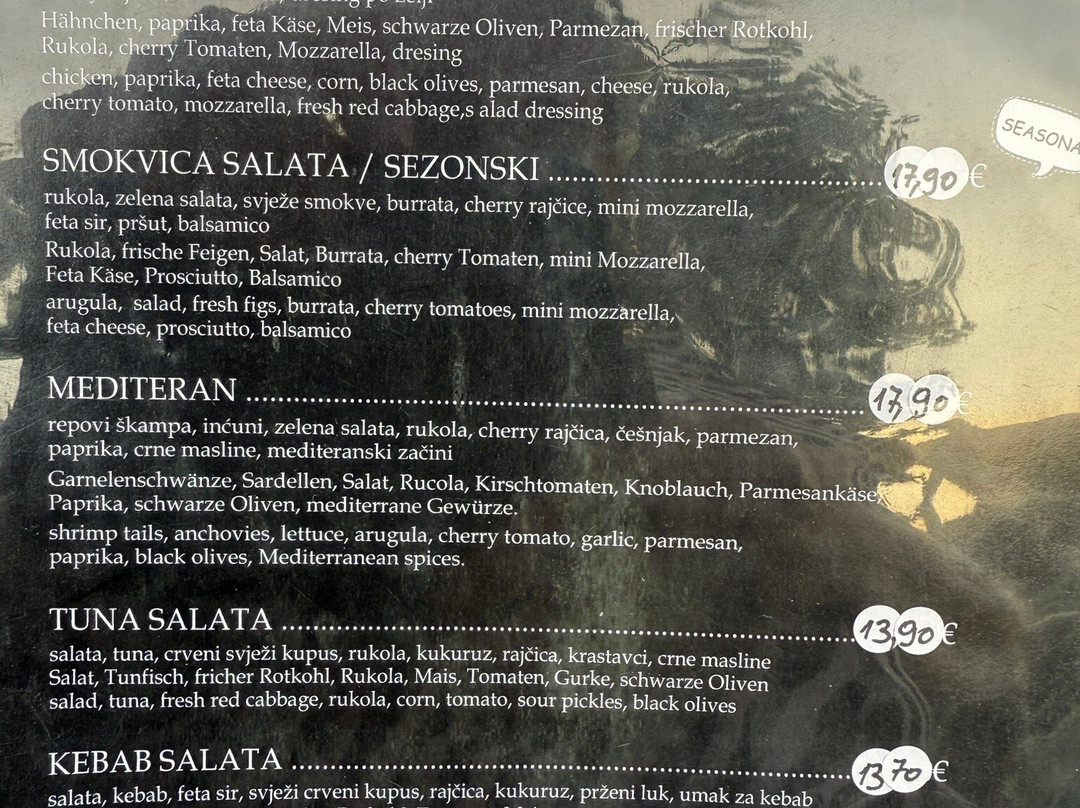 dresing po želji
Hähnchen, paprika, feta Käse, Meis, schwarze Oliven, Parmezan, frischer Rotkohl,
Rukola, cherry Tomaten, Mozzarella, dresing
chicken, paprika, feta cheese, corn, black olives, parmesan, cheese, rukola,
cherry tomato, mozzarella, fresh red cabbage,s alad dressing
SEASONA
SMOKVICA SALATA / SEZONSKI 17,90 €
rukola, zelena salata, svježe smokve, burrata, cherry rajčice, mini mozzarella,
feta sir, pršut, balsamico
Rukola, frische Feigen, Salat, Burrata, cherry Tomaten, mini Mozzarella,
Feta Käse, Prosciutto, Balsamico
arugula, salad, fresh figs, burrata, cherry tomatoes, mini mozzarella,
feta cheese, prosciutto, balsamico
MEDITERAN 17,90 €
repovi škampa, inćuni, zelena salata, rukola, cherry rajčica, češnjak, parmezan,
paprika, crne masline, mediteranski začini
Garnelenschwänze, Sardellen, Salat, Rucola, Kirschtomaten, Knoblauch, Parmesankäse,
Paprika, schwarze Oliven, mediterrane Gewürze.
shrimp tails, anchovies, lettuce, arugula, cherry tomato, garlic, parmesan,
paprika, black olives, Mediterranean spices.
TUNA SALATA 13,90 €
salata, tuna, crveni svježi kupus, rukola, kukuruz, rajčica, krastavci, crne masline
Salat, Tunfisch, fricher Rotkohl, Rukola, Mais, Tomaten, Gurke, schwarze Oliven
salad, tuna, fresh red cabbage, rukola, corn, tomato, sour pickles, black olives
KEBAB SALATA 13,70 €
salata, kebab, feta sir, svježi crveni kupus, rajčica, kukuruz, prženi luk, umak za kebab